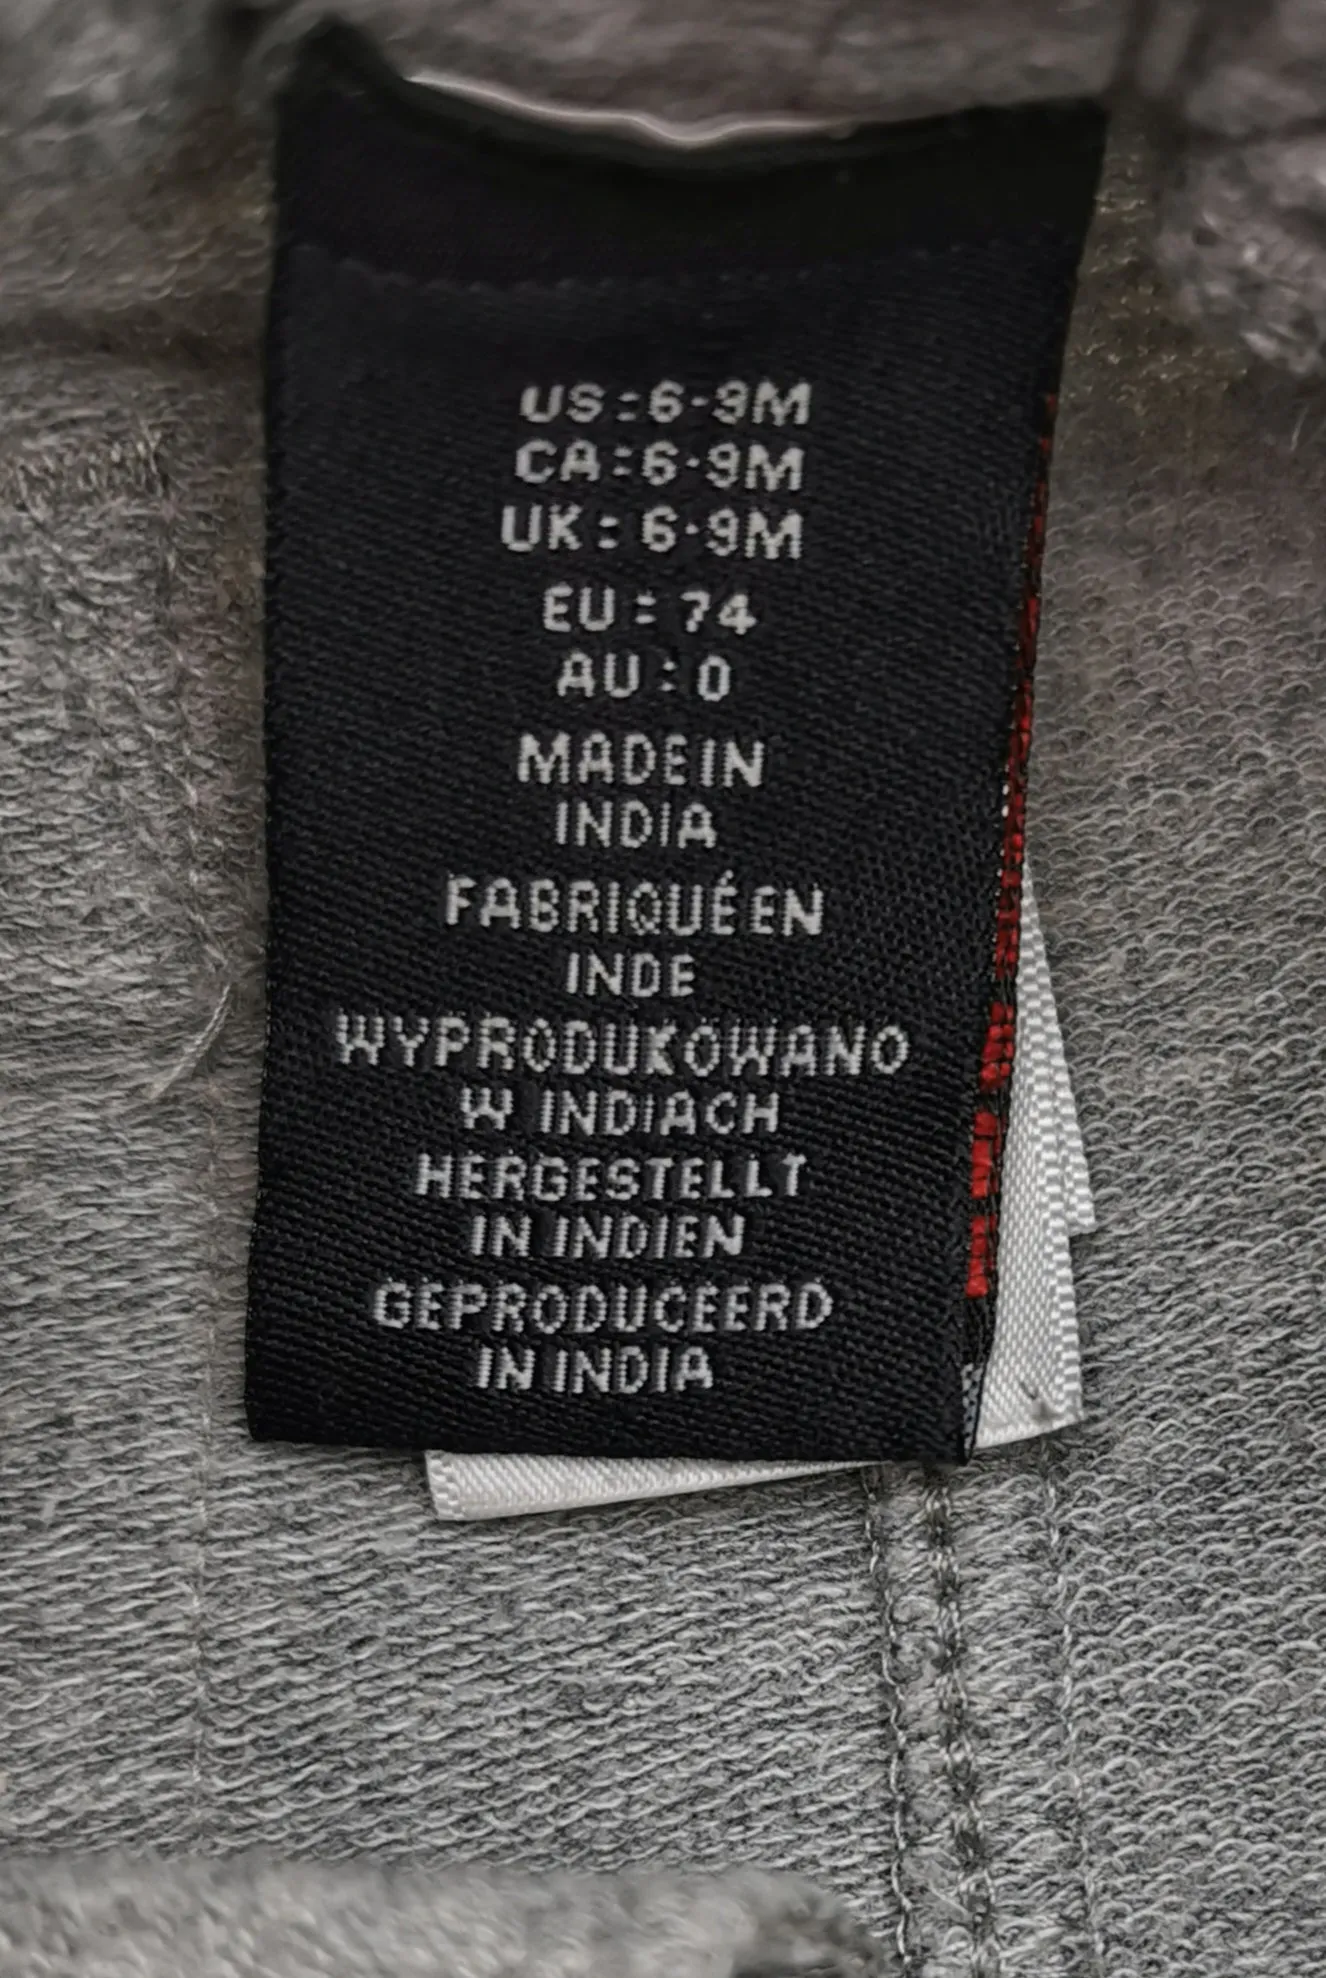 US:6-9M
CA:6-9M
UK:6-9M
EU:74
AU:0
MADE IN
INDIA
FABRIQUÉ EN
INDE
WYPRODUKOWANO
W INDIACH
HERGESTELLT
IN INDIEN
GEPRODUCEERD
IN INDIA